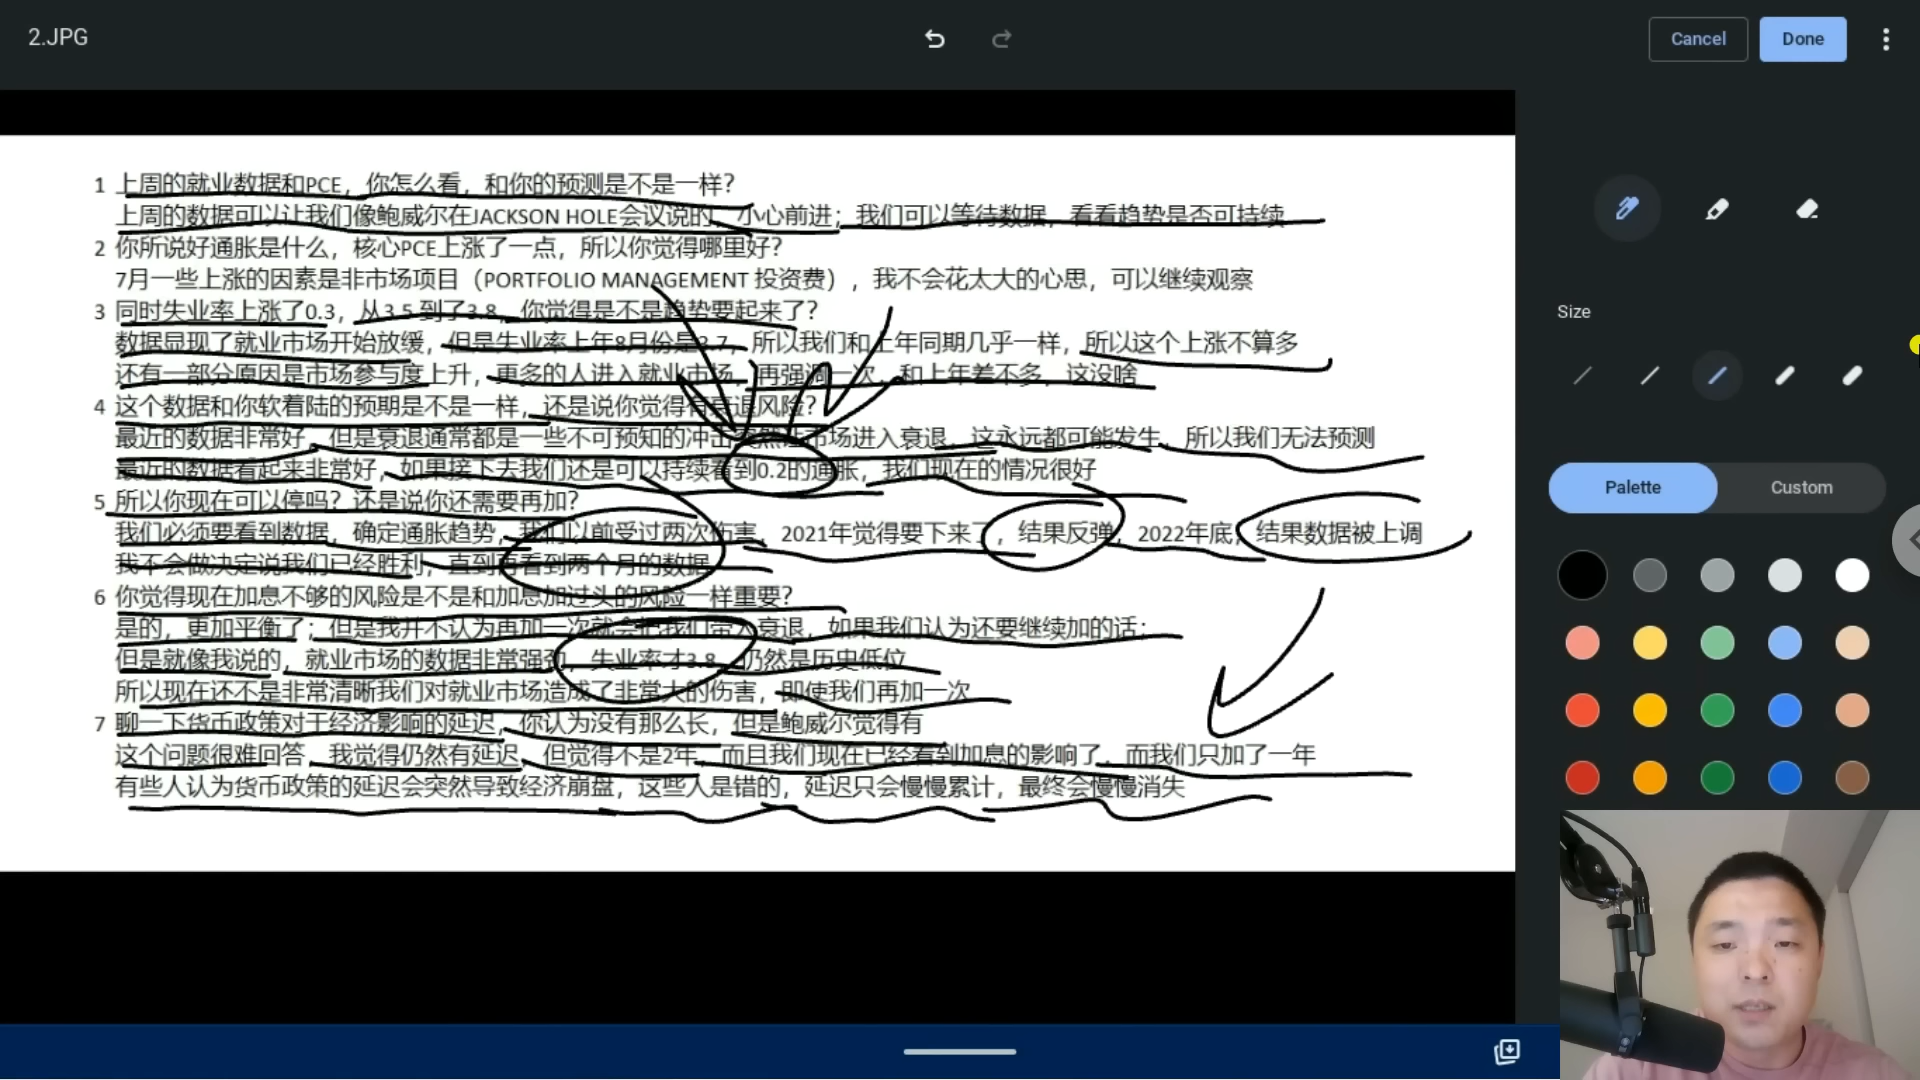 2.JPG
Cancel
Done
1 上周的就业数据和PCE，你怎么看，和你的预测是不是一样？
上周的数据可以让我们像鲍威尔在JACKSON HOLE会议说的，小心前进；我们可以等待数据，看看趋势是否可持续
2 你所说好通胀是什么，核心PCE上涨了一点，所以你觉得哪里好？
7月一些上涨的因素是非市场项目（PORTFOLIO MANAGEMENT 投资费），我不会花太大的心思，可以继续观察
3 同时失业率上涨了0.3，从3.5到了3.8，你觉得是不是趋势要起来了？
数据显现了就业市场开始放缓，但是失业率上年8月份是3.7，所以我们和上年同期几乎一样，所以这个上涨不算多
还有一部分原因是市场参与度上升，更多的人进入就业市场，再强调一次，和上年差不多，这没啥
4 这个数据和你软着陆的预期是不是一样，还是说你觉得有衰退风险？
最近的数据非常好，但是衰退通常都是一些不可预知的冲击突然让市场进入衰退，这永远都可能发生，所以我们无法预测
最近的数据看起来非常好，如果接下去我们还是可以持续看到0.2的通胀，我们现在的情况很好
5 所以你现在可以停吗？还是说你还需要再加？
我们必须要看到数据，确定通胀趋势，我们以前受过两次伤害，2021年觉得要下来了，结果反弹，2022年底，结果数据被上调
我不会做决定说我们已经胜利，直到再看到两个月的数据
6 你觉得现在加息不够的风险是不是和加息加过头的风险一样重要？
是的，更加平衡了；但是我并不认为再加一次就会把我们带入衰退，如果我们认为还要继续加的话；
但是就像我说的，就业市场的数据非常强劲，失业率才3.8，仍然是历史低位
所以现在还不是非常清晰我们对就业市场造成了非常大的伤害，即使我们再加一次
7 聊一下货币政策对于经济影响的延迟，你认为没有那么长，但是鲍威尔觉得有
这个问题很难回答，我觉得仍然有延迟，但觉得不是2年，而且我们现在已经看到加息的影响了，而我们只加了一年
有些人认为货币政策的延迟会突然导致经济崩盘，这些人是错的，延迟只会慢慢累计，最终会慢慢消失
Size
Palette
Custom